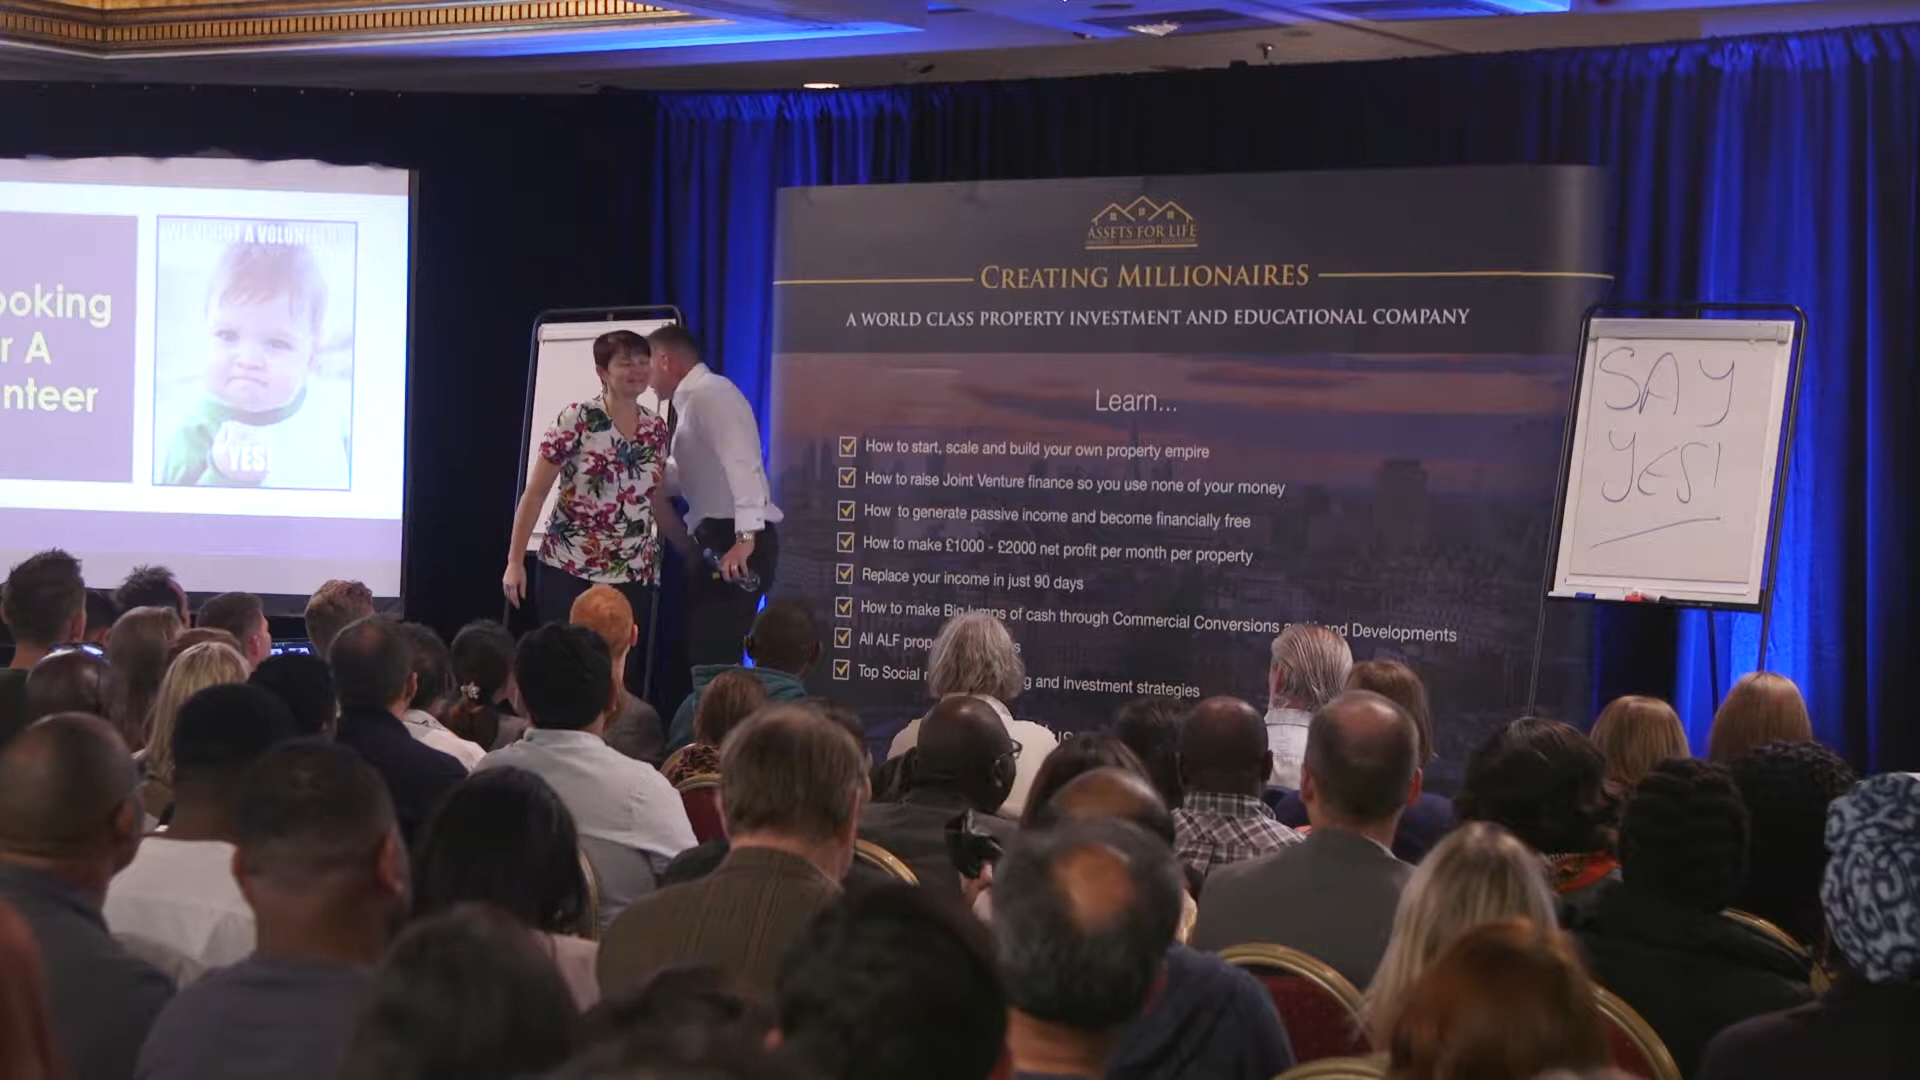 ooking
r A
nteer
WE'VE GOT A
YES!
ASSETS FOR LIFE
CREATING MILLIONAIRES
A WORLD CLASS PROPERTY INVESTMENT AND EDUCATIONAL COMPANY
Learn...
How to start, scale and build your own property empire
How to raise Joint Venture finance so you use none of your money
How to generate passive income and become financially free
How to make £1000 - £2000 net profit per month per property
Replace your income in just 90 days
How to make Big lumps of cash through Commercial Conversions and Developments
All ALF prop
Top Social g and investment strategies
SAY
YES!